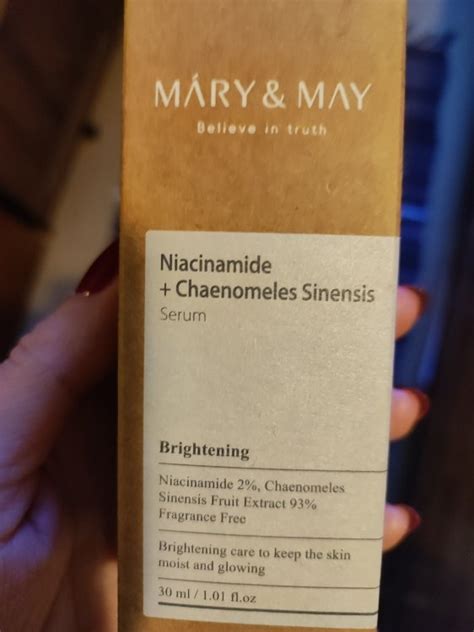 MÁRY & MAY
Believe in truth
Niacinamide
+ Chaenomeles Sinensis
Serum
Brightening
Niacinamide 2%, Chaenomeles
Sinensis Fruit Extract 93%
Fragrance Free
Brightening care to keep the skin
moist and glowing
30 ml / 1.01 fl.oz